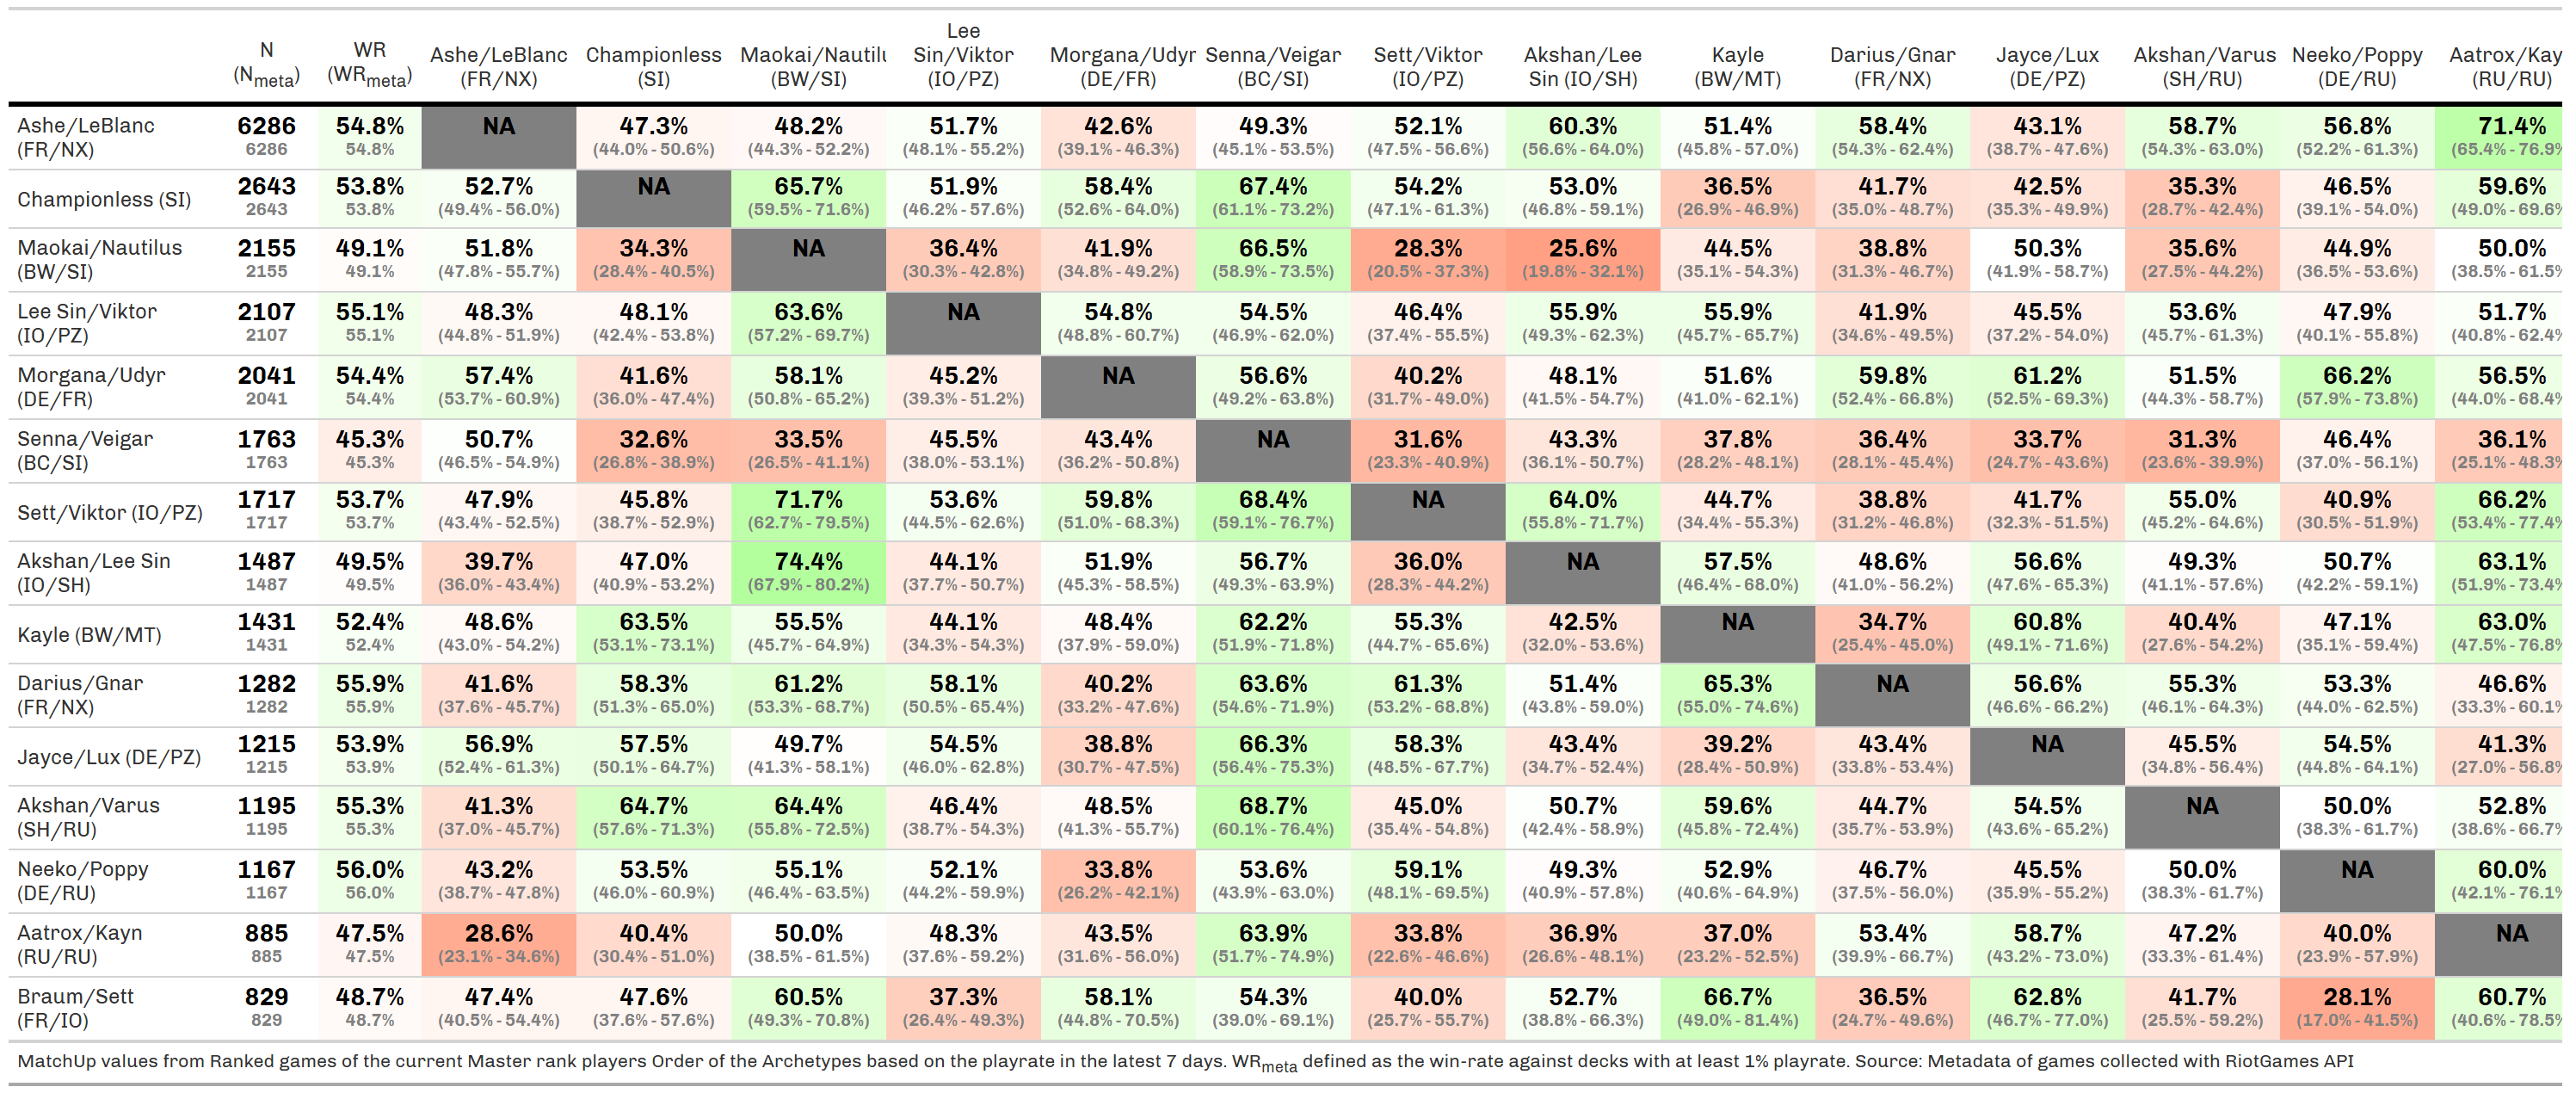 N WR Ashe/LeBlanc Championless Maokai/Nautilu Lee Sin/Viktor Morgana/Udyr Senna/Veigar Sett/Viktor Akshan/Lee Kayle Darius/Gnar Jayce/Lux Akshan/Varus Neeko/Poppy Aatrox/Kay
(Nmeta) (WRmeta) (FR/NX) (SI) (BW/SI) (IO/PZ) (DE/FR) (BC/SI) (IO/PZ) Sin (IO/SH) (BW/MT) (FR/NX) (DE/PZ) (SH/RU) (DE/RU) (RU/RU)
Ashe/LeBlanc 6286 54.8% NA 47.3% 48.2% 51.7% 42.6% 49.3% 52.1% 60.3% 51.4% 58.4% 43.1% 58.7% 56.8% 71.4%
(FR/NX) 6286 54.8% (44.0% - 50.6%) (44.3% - 52.2%) (48.1% - 55.2%) (39.1% - 46.3%) (45.1% - 53.5%) (47.5% - 56.6%) (56.6% - 64.0%) (45.8% - 57.0%) (54.3% - 62.4%) (38.7% - 47.6%) (54.3% - 63.0%) (52.2% - 61.3%) (65.4% - 76.9%
Championless (SI) 2643 53.8% 52.7% NA 65.7% 51.9% 58.4% 67.4% 54.2% 53.0% 36.5% 41.7% 42.5% 35.3% 46.5% 59.6%
2643 53.8% (49.4% - 56.0%) (59.5% - 71.6%) (46.2% - 57.6%) (52.6% - 64.0%) (61.1% - 73.2%) (47.1% - 61.3%) (46.8% - 59.1%) (26.9% - 46.9%) (35.0% - 48.7%) (35.3% - 49.9%) (28.7% - 42.4%) (39.1% - 54.0%) (49.0% - 69.6%
Maokai/Nautilus 2155 49.1% 51.8% 34.3% NA 36.4% 41.9% 66.5% 28.3% 25.6% 44.5% 38.8% 50.3% 35.6% 44.9% 50.0%
(BW/SI) 2155 49.1% (47.8% - 55.7%) (28.4% - 40.5%) (30.3% - 42.8%) (34.8% - 49.2%) (58.9% - 73.5%) (20.5% - 37.3%) (19.8% - 32.1%) (35.1% - 54.3%) (31.3% - 46.7%) (41.9% - 58.7%) (27.5% - 44.2%) (36.5% - 53.6%) (38.5% - 61.5%
Lee Sin/Viktor 2107 55.1% 48.3% 48.1% 63.6% NA 54.8% 54.5% 46.4% 55.9% 55.9% 41.9% 45.5% 53.6% 47.9% 51.7%
(IO/PZ) 2107 55.1% (44.8% - 51.9%) (42.4% - 53.8%) (57.2% - 69.7%) (48.8% - 60.7%) (46.9% - 62.0%) (37.4% - 55.5%) (49.3% - 62.3%) (45.7% - 65.7%) (34.6% - 49.5%) (37.2% - 54.0%) (45.7% - 61.3%) (40.1% - 55.8%) (40.8% - 62.4%
Morgana/Udyr 2041 54.4% 57.4% 41.6% 58.1% 45.2% NA 56.6% 40.2% 48.1% 51.6% 59.8% 61.2% 51.5% 66.2% 56.5%
(DE/FR) 2041 54.4% (53.7% - 60.9%) (36.0% - 47.4%) (50.8% - 65.2%) (39.3% - 51.2%) (49.2% - 63.8%) (31.7% - 49.0%) (41.5% - 54.7%) (41.0% - 62.1%) (52.4% - 66.8%) (52.5% - 69.3%) (44.3% - 58.7%) (57.9% - 73.8%) (44.0% - 68.4%
Senna/Veigar 1763 45.3% 50.7% 32.6% 33.5% 45.5% 43.4% NA 31.6% 43.3% 37.8% 36.4% 33.7% 31.3% 46.4% 36.1%
(BC/SI) 1763 45.3% (46.5% - 54.9%) (26.8% - 38.9%) (26.5% - 41.1%) (38.0% - 53.1%) (36.2% - 50.8%) (23.3% - 40.9%) (36.1% - 50.7%) (28.2% - 48.1%) (28.1% - 45.4%) (24.7% - 43.6%) (23.6% - 39.9%) (37.0% - 56.1%) (25.1% - 48.3%
Sett/Viktor (IO/PZ) 1717 53.7% 47.9% 45.8% 71.7% 53.6% 59.8% 68.4% NA 64.0% 44.7% 38.8% 41.7% 55.0% 40.9% 66.2%
1717 53.7% (43.4% - 52.5%) (38.7% - 52.9%) (62.7% - 79.5%) (44.5% - 62.6%) (51.0% - 68.3%) (59.1% - 76.7%) (55.8% - 71.7%) (34.4% - 55.3%) (31.2% - 46.8%) (32.3% - 51.5%) (45.2% - 64.6%) (30.5% - 51.9%) (53.4% - 77.4%
Akshan/Lee Sin 1487 49.5% 39.7% 47.0% 74.4% 44.1% 51.9% 56.7% 36.0% NA 57.5% 48.6% 56.6% 49.3% 50.7% 63.1%
(IO/SH) 1487 49.5% (36.0% - 43.4%) (40.9% - 53.2%) (67.9% - 80.2%) (37.7% - 50.7%) (45.3% - 58.5%) (49.3% - 63.9%) (28.3% - 44.2%) (46.4% - 68.0%) (41.0% - 56.2%) (47.6% - 65.3%) (41.1% - 57.6%) (42.2% - 59.1%) (51.9% - 73.4%
Kayle (BW/MT) 1431 52.4% 48.6% 63.5% 55.5% 44.1% 48.4% 62.2% 55.3% 42.5% NA 34.7% 60.8% 40.4% 47.1% 63.0%
1431 52.4% (43.0% - 54.2%) (53.1% - 73.1%) (45.7% - 64.9%) (34.3% - 54.3%) (37.9% - 59.0%) (51.9% - 71.8%) (44.7% - 65.6%) (32.0% - 53.6%) (25.4% - 45.0%) (49.1% - 71.6%) (27.6% - 54.2%) (35.1% - 59.4%) (47.5% - 76.8%
Darius/Gnar 1282 55.9% 41.6% 58.3% 61.2% 58.1% 40.2% 63.6% 61.3% 51.4% 65.3% NA 56.6% 55.3% 53.3% 46.6%
(FR/NX) 1282 55.9% (37.6% - 45.7%) (51.3% - 65.0%) (53.3% - 68.7%) (50.5% - 65.4%) (33.2% - 47.6%) (54.6% - 71.9%) (53.2% - 68.8%) (43.8% - 59.0%) (55.0% - 74.6%) (46.6% - 66.2%) (46.1% - 64.3%) (44.0% - 62.5%) (33.3% - 60.1%
Jayce/Lux (DE/PZ) 1215 53.9% 56.9% 57.5% 49.7% 54.5% 38.8% 66.3% 58.3% 43.4% 39.2% 43.4% NA 45.5% 54.5% 41.3%
1215 53.9% (52.4% - 61.3%) (50.1% - 64.7%) (41.3% - 58.1%) (46.0% - 62.8%) (30.7% - 47.5%) (56.4% - 75.3%) (48.5% - 67.7%) (34.7% - 52.4%) (28.4% - 50.9%) (33.8% - 53.4%) (34.8% - 56.4%) (44.8% - 64.1%) (27.0% - 56.8%
Akshan/Varus 1195 55.3% 41.3% 64.7% 64.4% 46.4% 48.5% 68.7% 45.0% 50.7% 59.6% 44.7% 54.5% NA 50.0% 52.8%
(SH/RU) 1195 55.3% (37.0% - 45.7%) (57.6% - 71.3%) (55.8% - 72.5%) (38.7% - 54.3%) (41.3% - 55.7%) (60.1% - 76.4%) (35.4% - 54.8%) (42.4% - 58.9%) (45.8% - 72.4%) (35.7% - 53.9%) (43.6% - 65.2%) (38.3% - 61.7%) (38.6% - 66.7%
Neeko/Poppy 1167 56.0% 43.2% 53.5% 55.1% 52.1% 33.8% 53.6% 59.1% 49.3% 52.9% 46.7% 45.5% 50.0% NA 60.0%
(DE/RU) 1167 56.0% (38.7% - 47.8%) (46.0% - 60.9%) (46.4% - 63.5%) (44.2% - 59.9%) (26.2% - 42.1%) (43.9% - 63.0%) (48.1% - 69.5%) (40.9% - 57.8%) (40.6% - 64.9%) (37.5% - 56.0%) (35.9% - 55.2%) (38.3% - 61.7%) (42.1% - 76.1%
Aatrox/Kayn 885 47.5% 28.6% 40.4% 50.0% 48.3% 43.5% 63.9% 33.8% 36.9% 37.0% 53.4% 58.7% 47.2% 40.0% NA
(RU/RU) 885 47.5% (23.1% - 34.6%) (30.4% - 51.0%) (38.5% - 61.5%) (37.6% - 59.2%) (31.6% - 56.0%) (51.7% - 74.9%) (22.6% - 46.6%) (26.6% - 48.1%) (23.2% - 52.5%) (39.9% - 66.7%) (43.2% - 73.0%) (33.3% - 61.4%) (23.9% - 57.9%)
Braum/Sett 829 48.7% 47.4% 47.6% 60.5% 37.3% 58.1% 54.3% 40.0% 52.7% 66.7% 36.5% 62.8% 41.7% 28.1% 60.7%
(FR/IO) 829 48.7% (40.5% - 54.4%) (37.6% - 57.6%) (49.3% - 70.8%) (26.4% - 49.3%) (44.8% - 70.5%) (39.0% - 69.1%) (25.7% - 55.7%) (38.8% - 66.3%) (49.0% - 81.4%) (24.7% - 49.6%) (46.7% - 77.0%) (25.5% - 59.2%) (17.0% - 41.5%) (40.6% - 78.5%
MatchUp values from Ranked games of the current Master rank players Order of the Archetypes based on the playrate in the latest 7 days. WRmeta defined as the win-rate against decks with at least 1% playrate. Source: Metadata of games collected with RiotGames API